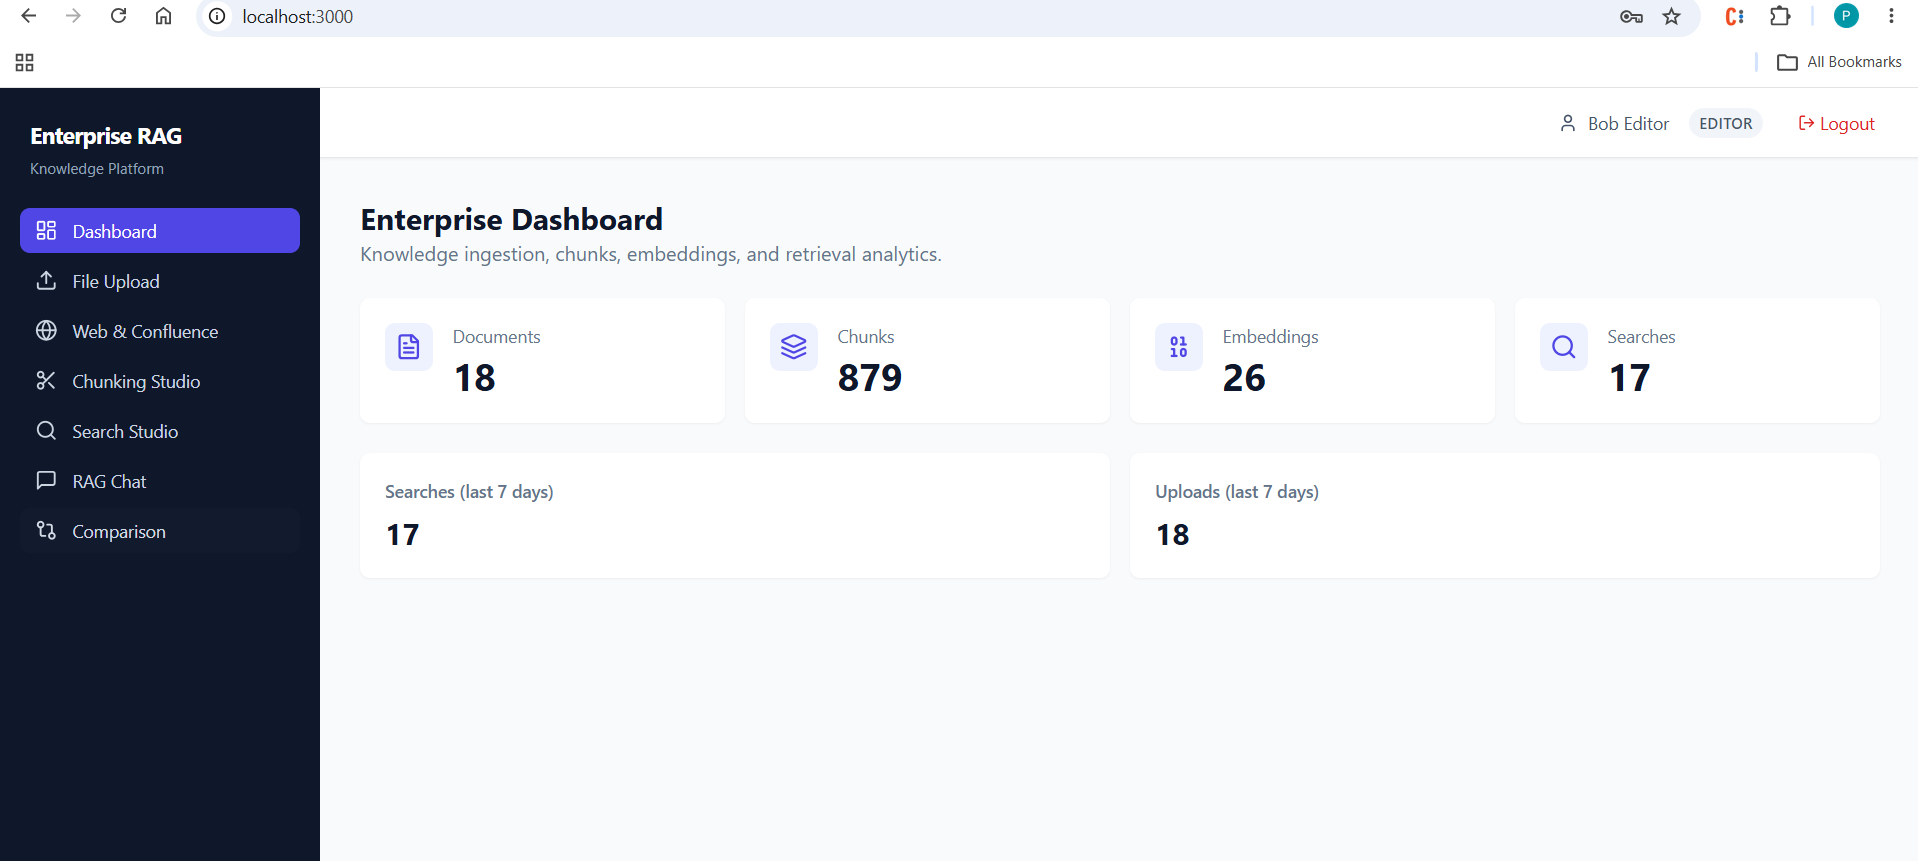 localhost:3000
All Bookmarks
P
Enterprise RAG
Knowledge Platform
Dashboard
File Upload
Web & Confluence
Chunking Studio
Search Studio
RAG Chat
Comparison
Bob Editor
EDITOR
Logout
Enterprise Dashboard
Knowledge ingestion, chunks, embeddings, and retrieval analytics.
Documents
18
Chunks
879
01
10
Embeddings
26
Searches
17
Searches (last 7 days)
17
Uploads (last 7 days)
18